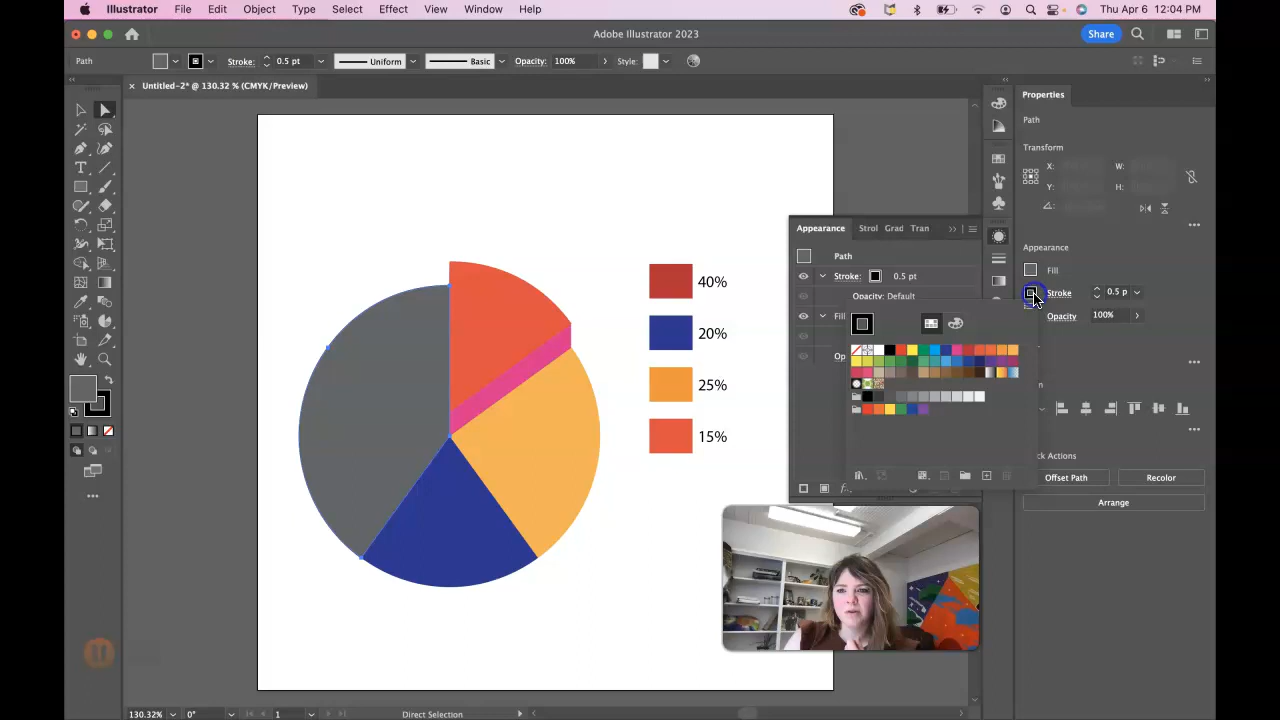 Illustrator File Edit Object Type Select Effect View Window Help Thu Apr 6 12:04 PM
Adobe Illustrator 2023 Share
Path Stroke: 0.5 pt Uniform Basic Opacity: 100% Style:
Untitled-2* @ 130.32 % (CMYK/Preview)
Properties
Path
Transform
X: W:
Y:
Appearance Strol Grad Tran
Path
Stroke: 0.5 pt
Opacity: Default
Fill
Op
Appearance
Fill
Stroke 0.5 p
Opacity 100%
Offset Path Recolor
Arrange
40%
20%
25%
15%
130.32% 0° 1 Direct Selection